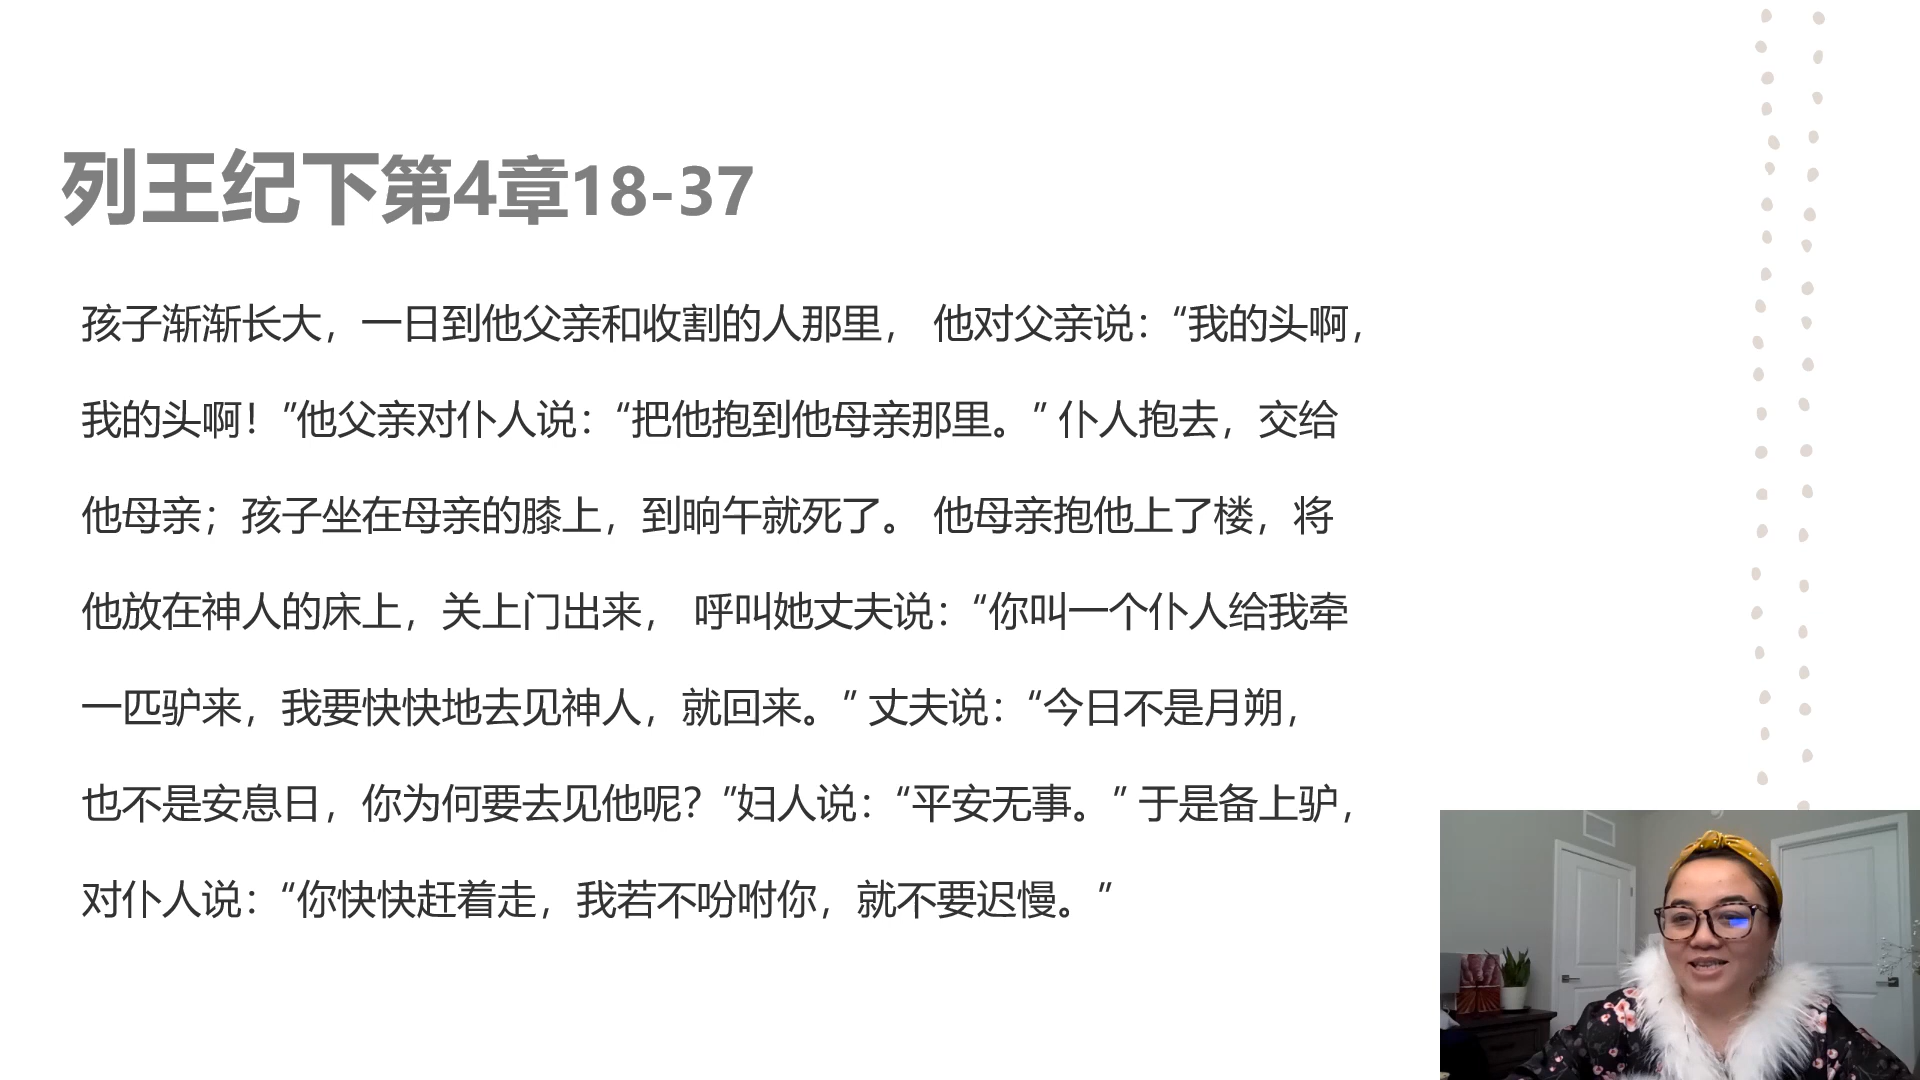 列王纪下第4章18-37
孩子渐渐长大，一日到他父亲和收割的人那里， 他对父亲说：“我的头啊，
我的头啊！”他父亲对仆人说：“把他抱到他母亲那里。” 仆人抱去，交给
他母亲；孩子坐在母亲的膝上，到晌午就死了。 他母亲抱他上了楼，将
他放在神人的床上，关上门出来， 呼叫她丈夫说：“你叫一个仆人给我牵
一匹驴来，我要快快地去见神人，就回来。” 丈夫说：“今日不是月朔，
也不是安息日，你为何要去见他呢？”妇人说：“平安无事。” 于是备上驴，
对仆人说：“你快快赶着走，我若不吩咐你，就不要迟慢。”